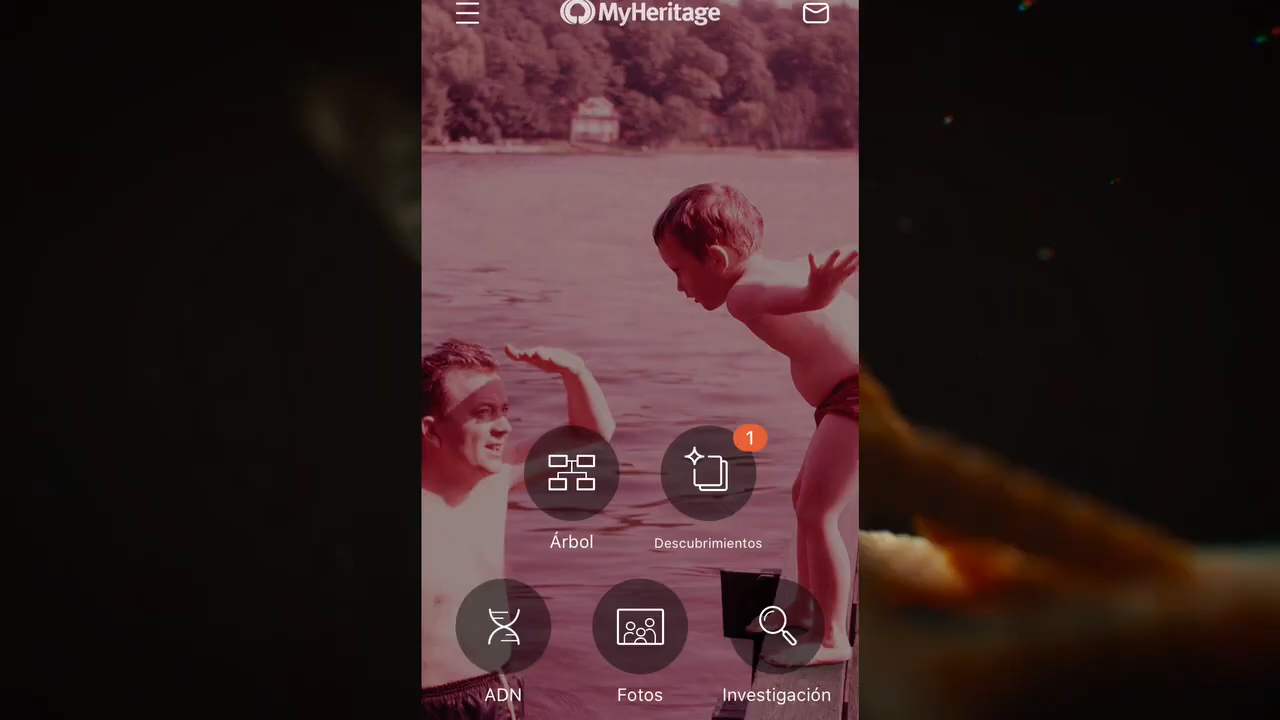 MyHeritage
1
Árbol
Descubrimientos
ADN
Fotos
Investigación